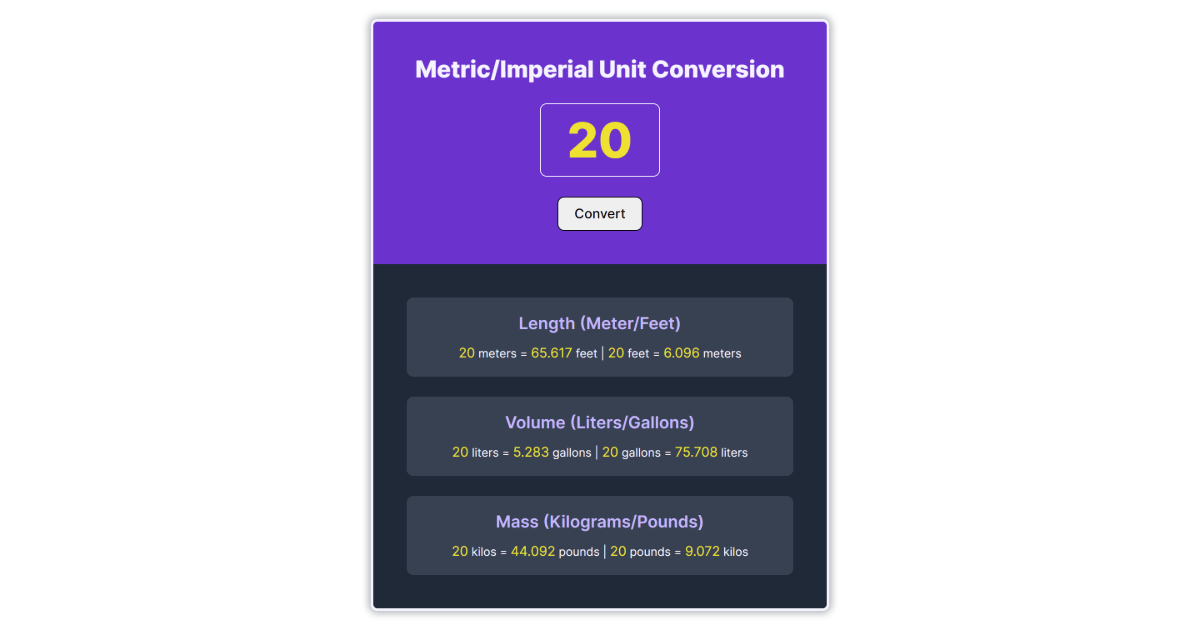 Metric/Imperial Unit Conversion
20
Convert
Length (Meter/Feet)
20 meters = 65.617 feet | 20 feet = 6.096 meters
Volume (Liters/Gallons)
20 liters = 5.283 gallons | 20 gallons = 75.708 liters
Mass (Kilograms/Pounds)
20 kilos = 44.092 pounds | 20 pounds = 9.072 kilos